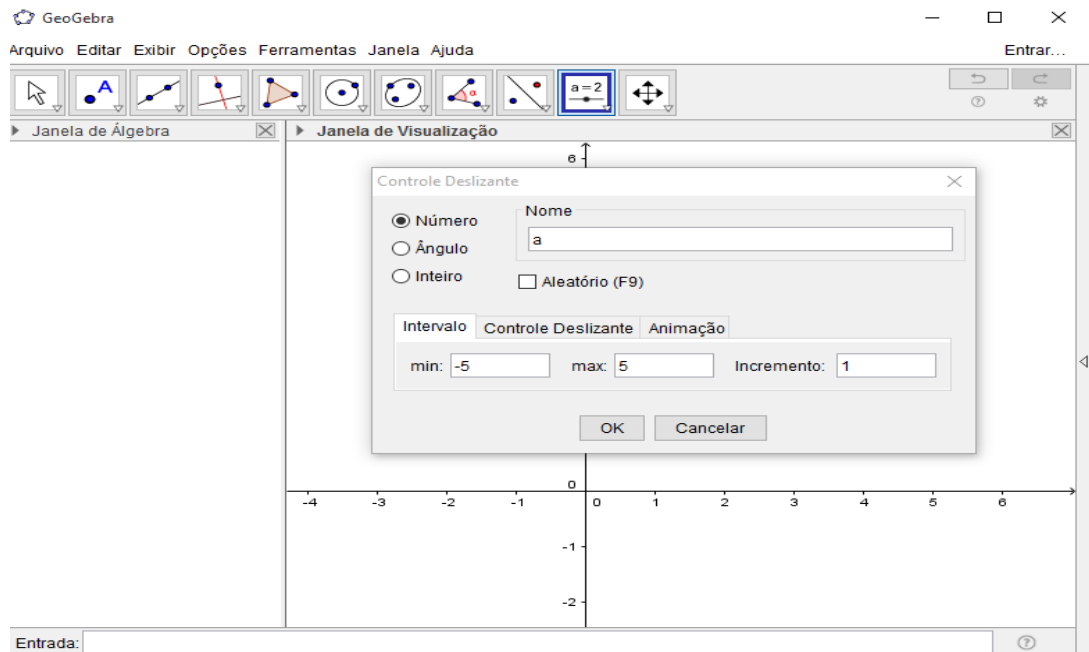 GeoGebra
Arquivo Editar Exibir Opções Ferramentas Janela Ajuda Entrar...
A α a = 2
Janela de Álgebra Janela de Visualização
6
Controle Deslizante
Número Nome
a
Ângulo
Inteiro Aleatório (F9)
Intervalo Controle Deslizante Animação
min: -5 max: 5 Incremento: 1
OK Cancelar
0
-4 -3 -2 -1 0 1 2 3 4 5 6
-1
-2
Entrada: